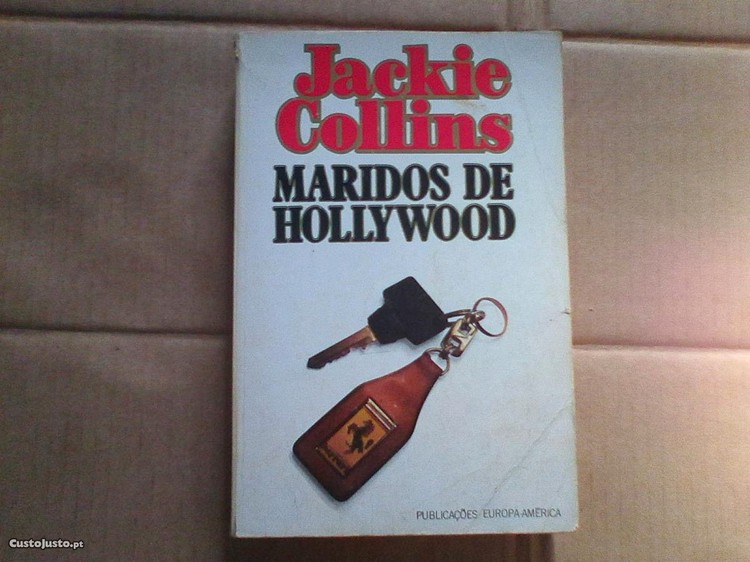 Jackie
Collins
MARIDOS DE
HOLLYWOOD
PUBLICAÇÕES EUROPA-AMÉRICA
CustoJusto.pt